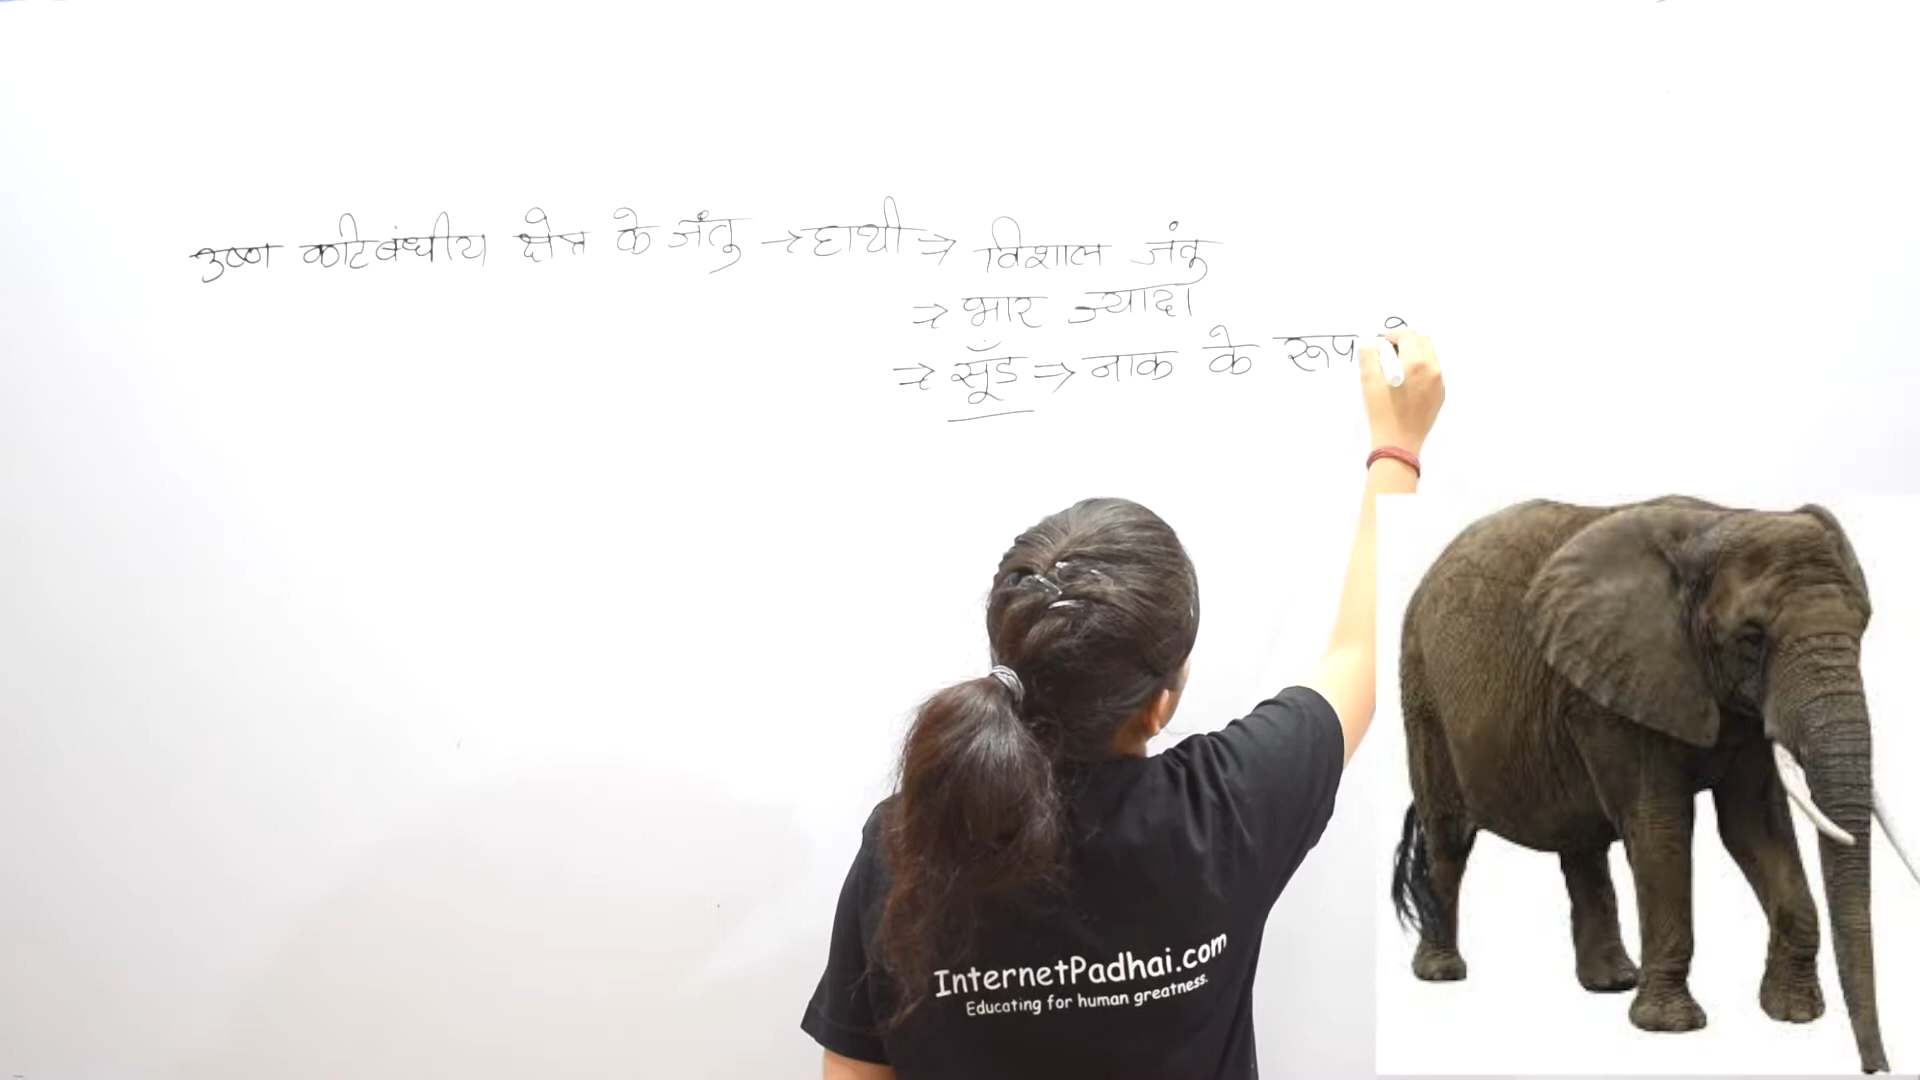 उष्ण कटिबंधीय क्षेत्र के जंतु → हाथी ⇒ विशाल जंतु
⇒ भार ज्यादा
⇒ सूँड ⇒ नाक के रूप
InternetPadhai.com
Educating for human greatness.